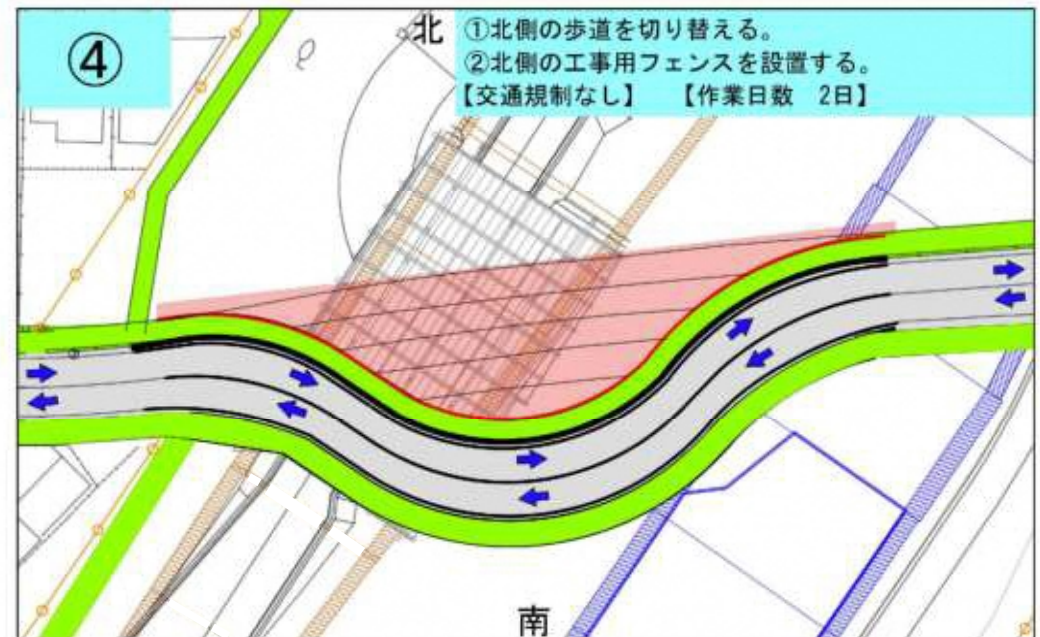 ④
北
①北側の歩道を切り替える。
②北側の工事用フェンスを設置する。
【交通規制なし】 【作業日数 2日】
南